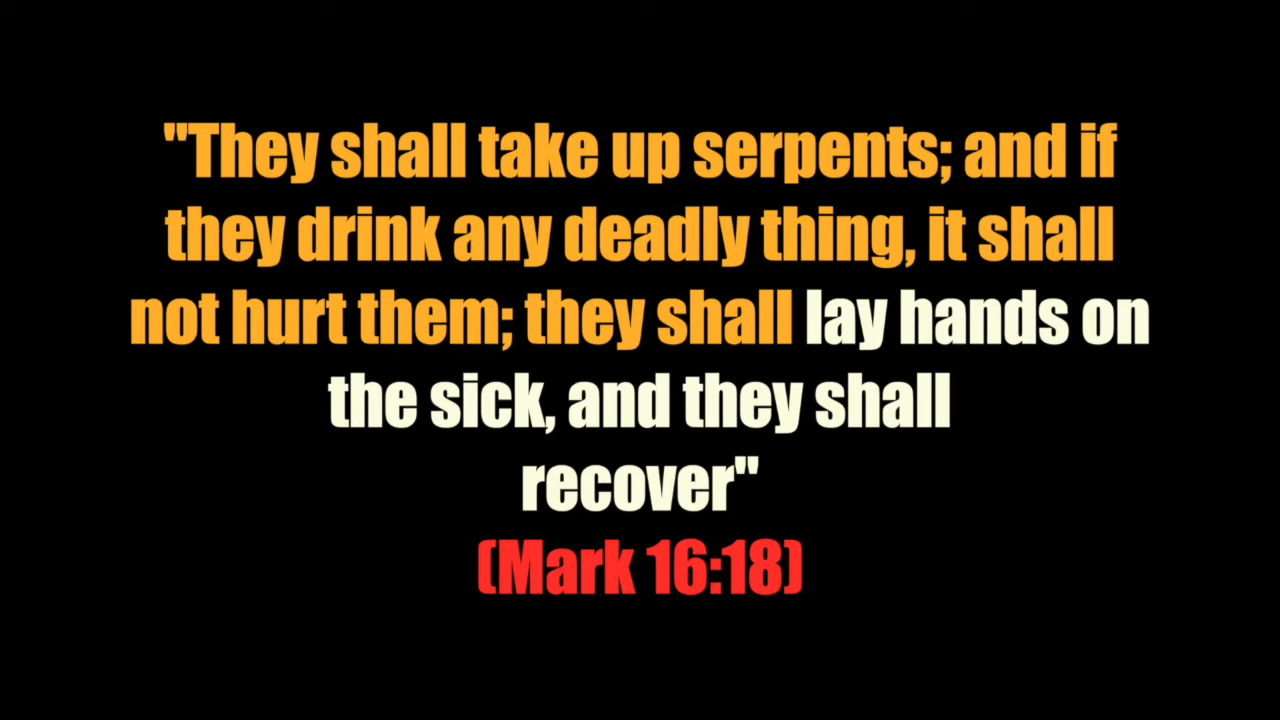 "They shall take up serpents; and if
they drink any deadly thing, it shall
not hurt them; they shall lay hands on
the sick, and they shall
recover"
(Mark 16:18)